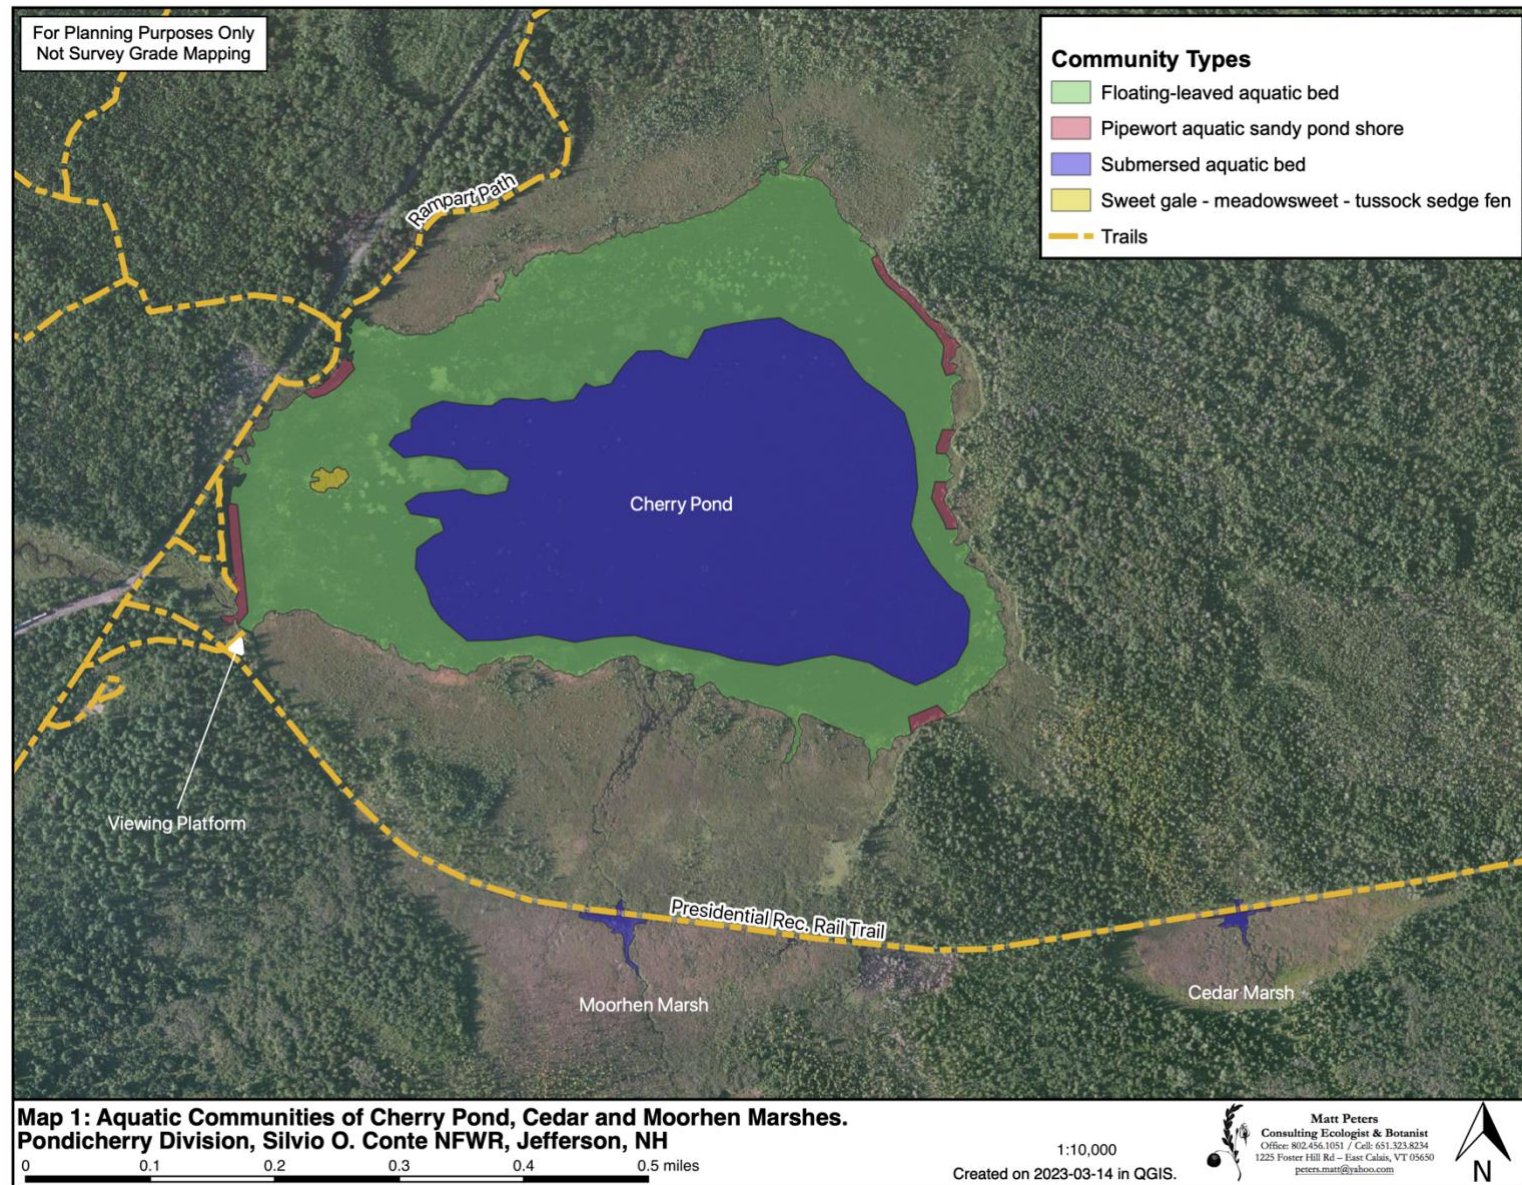 For Planning Purposes Only
Not Survey Grade Mapping
Community Types
Floating-leaved aquatic bed
Pipewort aquatic sandy pond shore
Submersed aquatic bed
Sweet gale - meadowsweet - tussock sedge fen
Trails
Rampart Path
Cherry Pond
Viewing Platform
Presidential Rec. Rail Trail
Moorhen Marsh
Cedar Marsh
Map 1: Aquatic Communities of Cherry Pond, Cedar and Moorhen Marshes.
Pondicherry Division, Silvio O. Conte NFWR, Jefferson, NH
0 0.1 0.2 0.3 0.4 0.5 miles
1:10,000
Created on 2023-03-14 in QGIS.
Matt Peters
Consulting Ecologist & Botanist
Office: 802.456.1051 / Cell: 651.323.8234
1225 Foster Hill Rd – East Calais, VT 05650
peters.matt@yahoo.com
N